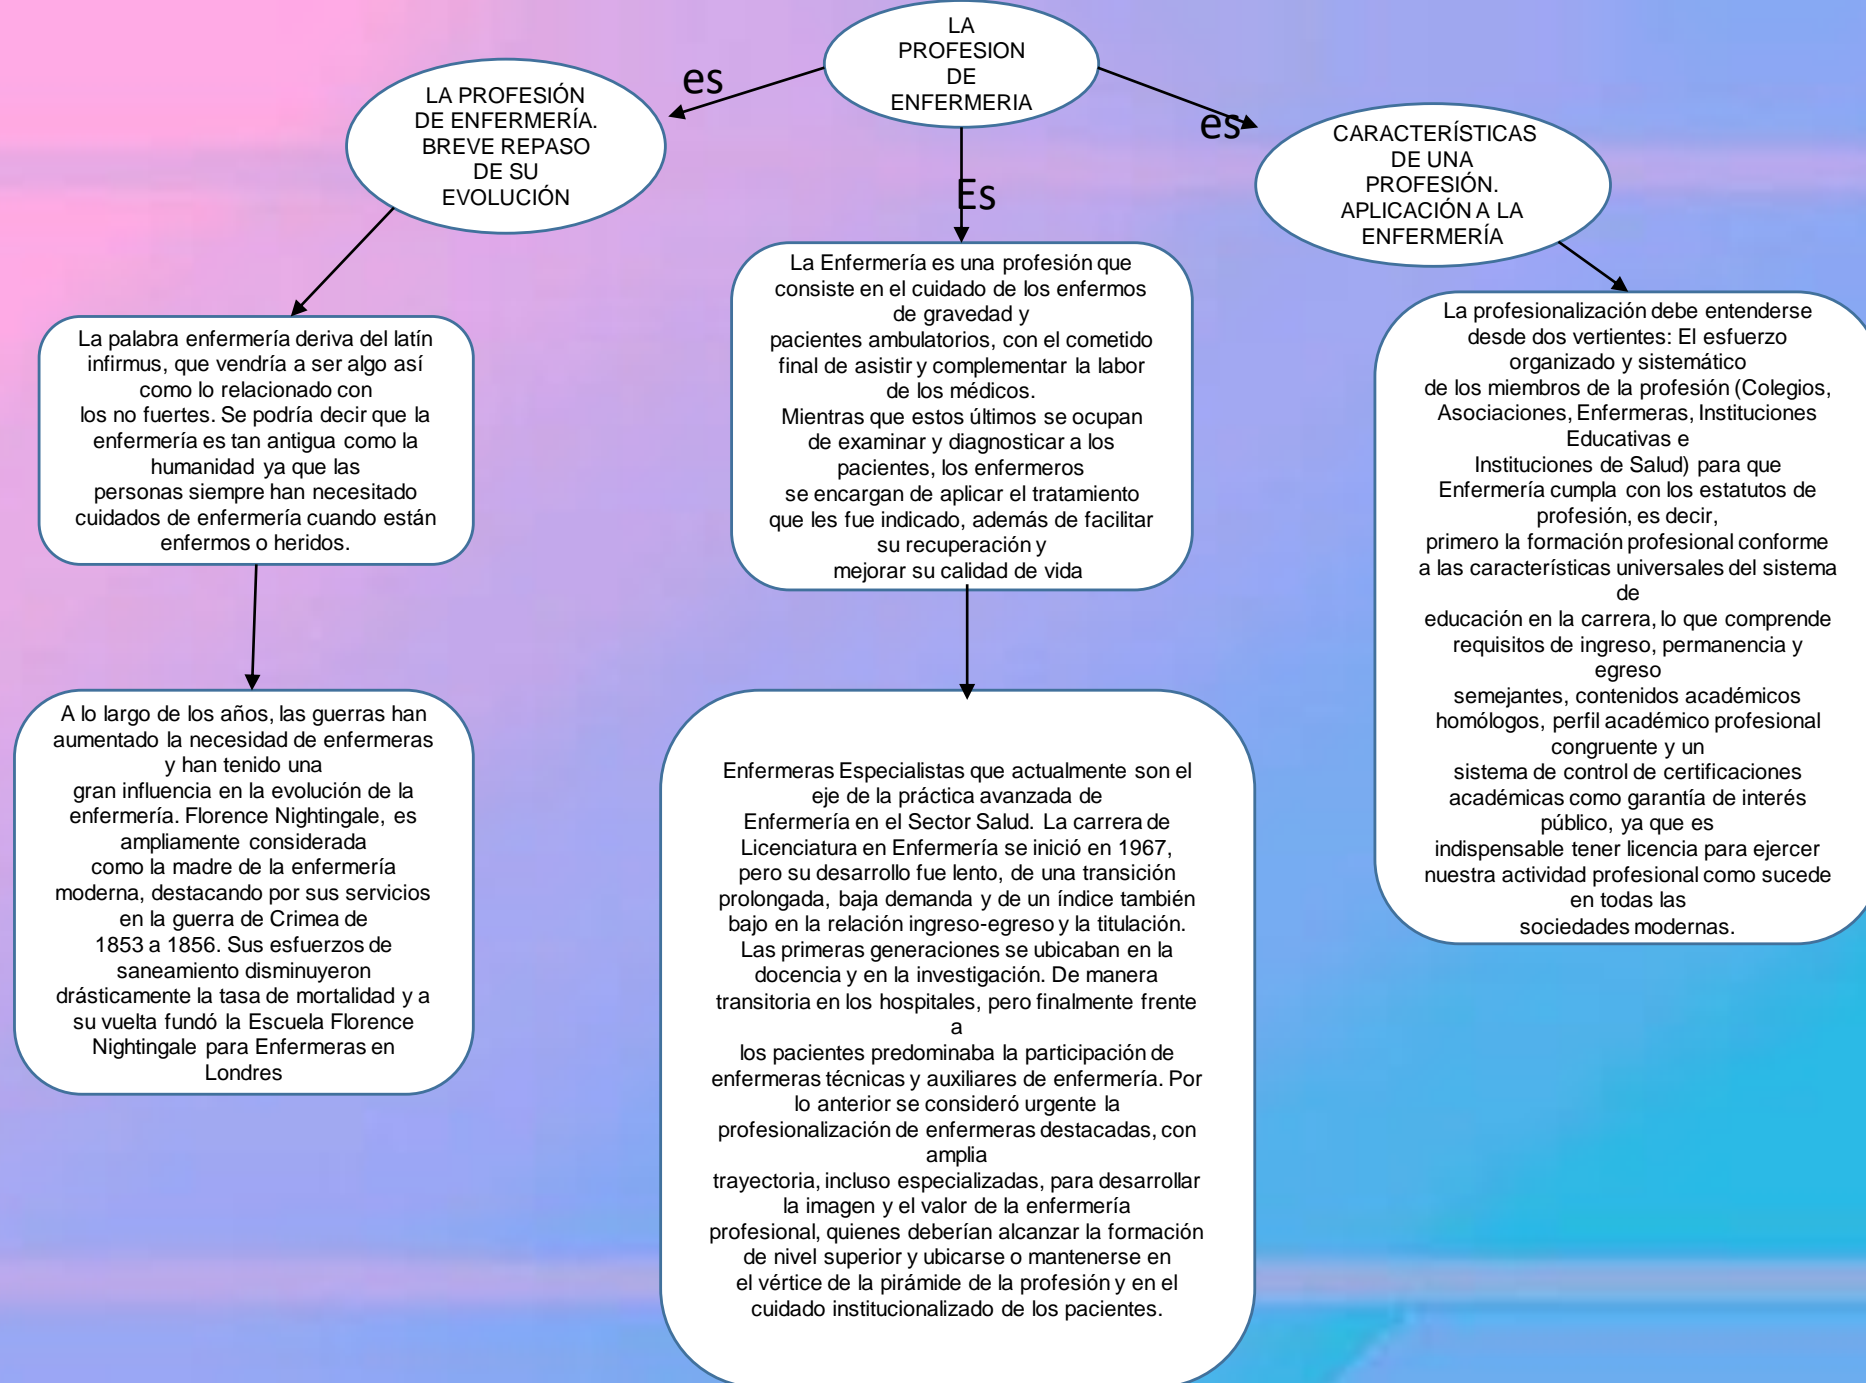 LA
PROFESION
DE
ENFERMERIA
es
Es
es
LA PROFESIÓN
DE ENFERMERÍA.
BREVE REPASO
DE SU
EVOLUCIÓN
La palabra enfermería deriva del latín
infirmus, que vendría a ser algo así
como lo relacionado con
los no fuertes. Se podría decir que la
enfermería es tan antigua como la
humanidad ya que las
personas siempre han necesitado
cuidados de enfermería cuando están
enfermos o heridos.
A lo largo de los años, las guerras han
aumentado la necesidad de enfermeras
y han tenido una
gran influencia en la evolución de la
enfermería. Florence Nightingale, es
ampliamente considerada
como la madre de la enfermería
moderna, destacando por sus servicios
en la guerra de Crimea de
1853 a 1856. Sus esfuerzos de
saneamiento disminuyeron
drásticamente la tasa de mortalidad y a
su vuelta fundó la Escuela Florence
Nightingale para Enfermeras en
Londres
La Enfermería es una profesión que
consiste en el cuidado de los enfermos
de gravedad y
pacientes ambulatorios, con el cometido
final de asistir y complementar la labor
de los médicos.
Mientras que estos últimos se ocupan
de examinar y diagnosticar a los
pacientes, los enfermeros
se encargan de aplicar el tratamiento
que les fue indicado, además de facilitar
su recuperación y
mejorar su calidad de vida
Enfermeras Especialistas que actualmente son el
eje de la práctica avanzada de
Enfermería en el Sector Salud. La carrera de
Licenciatura en Enfermería se inició en 1967,
pero su desarrollo fue lento, de una transición
prolongada, baja demanda y de un índice también
bajo en la relación ingreso-egreso y la titulación.
Las primeras generaciones se ubicaban en la
docencia y en la investigación. De manera
transitoria en los hospitales, pero finalmente frente
a
los pacientes predominaba la participación de
enfermeras técnicas y auxiliares de enfermería. Por
lo anterior se consideró urgente la
profesionalización de enfermeras destacadas, con
amplia
trayectoria, incluso especializadas, para desarrollar
la imagen y el valor de la enfermería
profesional, quienes deberían alcanzar la formación
de nivel superior y ubicarse o mantenerse en
el vértice de la pirámide de la profesión y en el
cuidado institucionalizado de los pacientes.
CARACTERÍSTICAS
DE UNA
PROFESIÓN.
APLICACIÓN A LA
ENFERMERÍA
La profesionalización debe entenderse
desde dos vertientes: El esfuerzo
organizado y sistemático
de los miembros de la profesión (Colegios,
Asociaciones, Enfermeras, Instituciones
Educativas e
Instituciones de Salud) para que
Enfermería cumpla con los estatutos de
profesión, es decir,
primero la formación profesional conforme
a las características universales del sistema
de
educación en la carrera, lo que comprende
requisitos de ingreso, permanencia y
egreso
semejantes, contenidos académicos
homólogos, perfil académico profesional
congruente y un
sistema de control de certificaciones
académicas como garantía de interés
público, ya que es
indispensable tener licencia para ejercer
nuestra actividad profesional como sucede
en todas las
sociedades modernas.